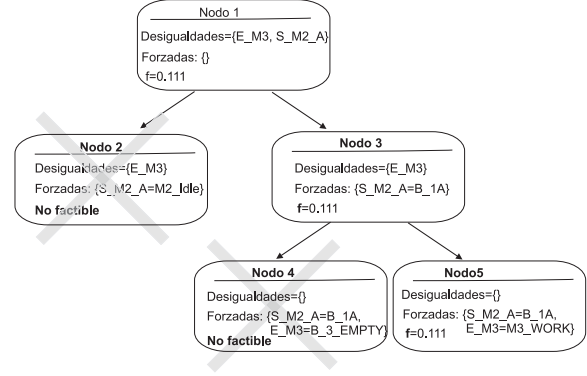 Nodo 1
Desigualdades={E_M3, S_M2_A}
Forzadas: {}
f=0.111
Nodo 2
Desigualdades={E_M3}
Forzadas: {S_M2_A=M2_Idle}
No factible
Nodo 3
Desigualdades={E_M3}
Forzadas: {S_M2_A=B_1A}
f=0.111
Nodo 4
Desigualdades={}
Forzadas: {S_M2_A=B_1A,
E_M3=B_3_EMPTY}
No factible
Nodo5
Desigualdades={}
Forzadas: {S_M2_A=B_1A,
f=0.111 E_M3=M3_WORK}